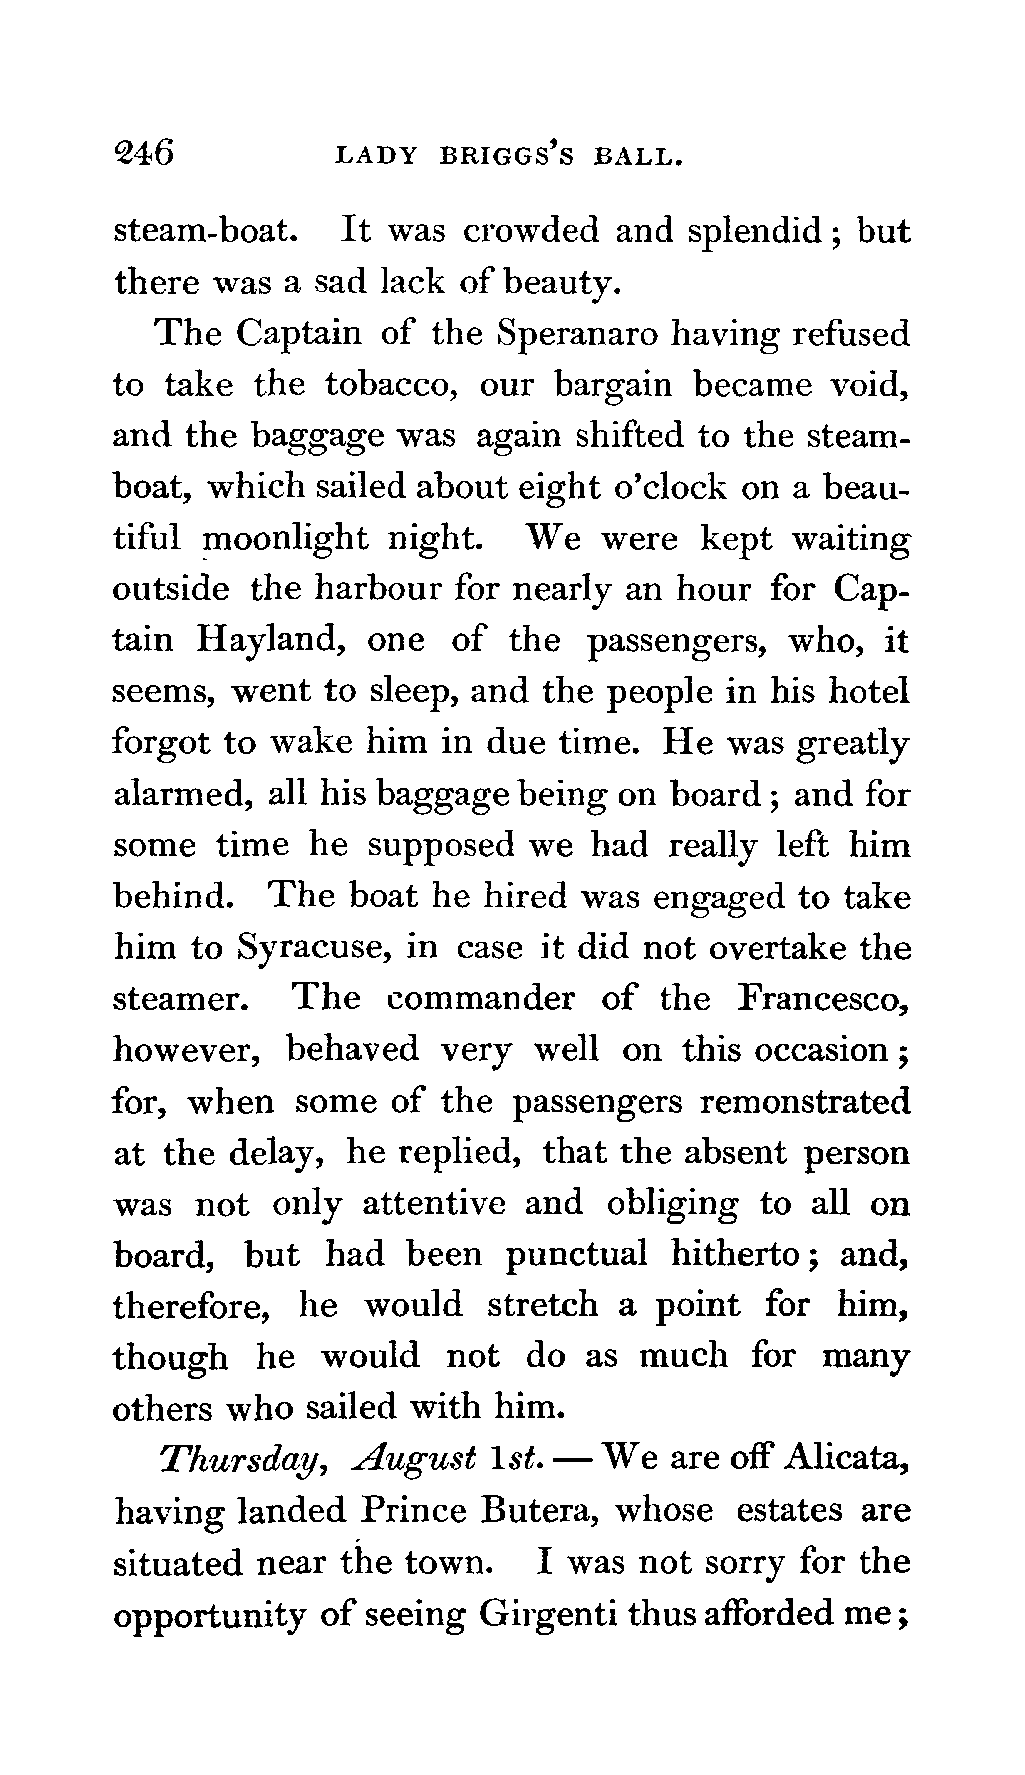 246 LADY BRIGGS'S BALL.
steam-boat. It was crowded and splendid; but
there was a sad lack of beauty.
The Captain of the Speranaro having refused
to take the tobacco, our bargain became void,
and the baggage was again shifted to the steam-
boat, which sailed about eight o'clock on a beau-
tiful moonlight night. We were kept waiting
outside the harbour for nearly an hour for Cap-
tain Hayland, one of the passengers, who, it
seems, went to sleep, and the people in his hotel
forgot to wake him in due time. He was greatly
alarmed, all his baggage being on board; and for
some time he supposed we had really left him
behind. The boat he hired was engaged to take
him to Syracuse, in case it did not overtake the
steamer. The commander of the Francesco,
however, behaved very well on this occasion;
for, when some of the passengers remonstrated
at the delay, he replied, that the absent person
was not only attentive and obliging to all on
board, but had been punctual hitherto; and,
therefore, he would stretch a point for him,
though he would not do as much for many
others who sailed with him.
Thursday, August 1st. — We are off Alicata,
having landed Prince Butera, whose estates are
situated near the town. I was not sorry for the
opportunity of seeing Girgenti thus afforded me;